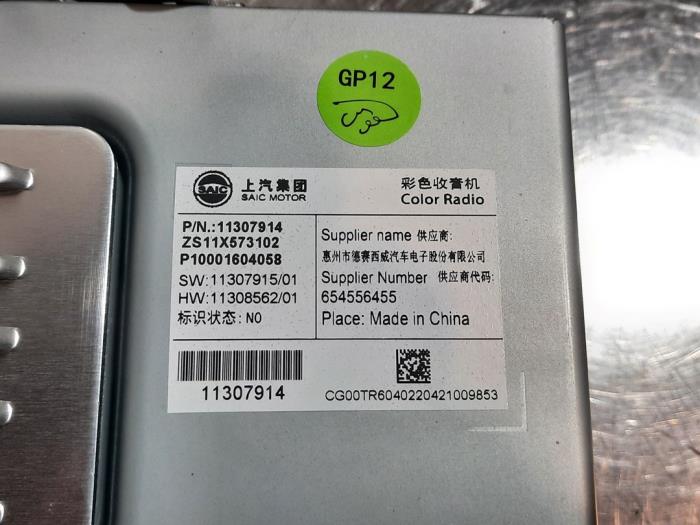 GP12
SAIC
上汽集团
SAIC MOTOR
彩色收音机
Color Radio
P/N.:11307914
ZS11X573102
P10001604058
SW:11307915/01
HW:11308562/01
标识状态: NO
Supplier name 供应商:
惠州市德赛西威汽车电子股份有限公司
Supplier Number 供应商代码:
654556455
Place: Made in China
11307914
CG00TR6040220421009853